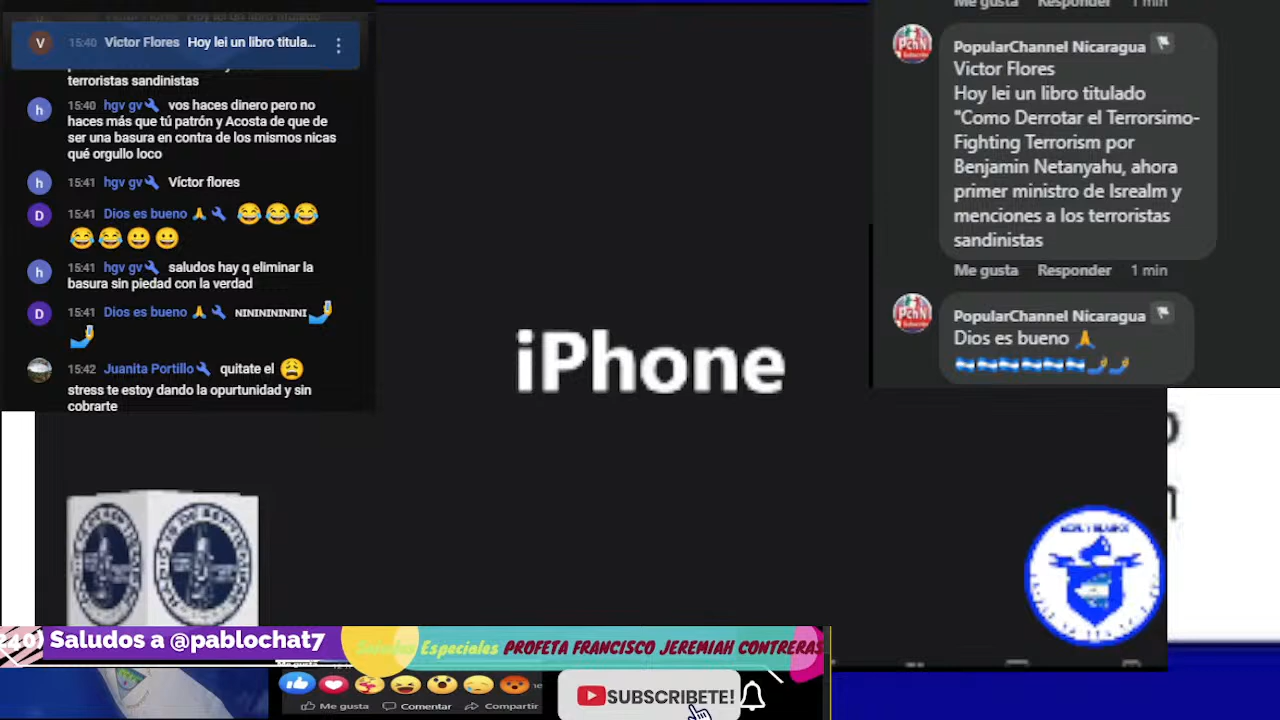 15:40 Victor Flores Hoy lei un libro titula...
terroristas sandinistas
15:40 hgv gv vos haces dinero pero no
haces más que tú patrón y Acosta de que de
ser una basura en contra de los mismos nicas
qué orgullo loco
15:41 hgv gv Víctor flores
15:41 Dios es bueno 🙏 😂😂😂
😂😂😀😀
15:41 hgv gv saludos hay q eliminar la
basura sin piedad con la verdad
15:41 Dios es bueno 🙏 NINININININI🤳
🤳
15:42 Juanita Portillo quitate el 😩
stress te estoy dando la opurtunidad y sin
cobrarte
iPhone
Me gusta Responder 1 min
PopularChannel Nicaragua
Victor Flores
Hoy lei un libro titulado
"Como Derrotar el Terrorsimo-
Fighting Terrorism por
Benjamin Netanyahu, ahora
primer ministro de Isrealm y
menciones a los terroristas
sandinistas
Me gusta Responder 1 min
PopularChannel Nicaragua
Dios es bueno 🙏
🇳🇮🇳🇮🇳🇮🇳🇮🇳🇮🇳🇮🤳🤳
240) Saludos a @pablochat7
Especiales PROFETA FRANCISCO JEREMIAH CONTRERAS
Me gusta Comentar Compartir
SUBSCRIBETE!